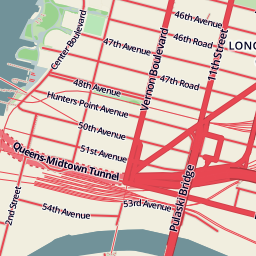 46th Avenue
46th Road
LONG
47th Avenue
Center Boulevard
Vernon Boulevard
11th Street
47th Road
48th Avenue
Hunters Point Avenue
50th Avenue
51st Avenue
Queens-Midtown Tunnel
Pulaski Bridge
53rd Avenue
54th Avenue
2nd Street